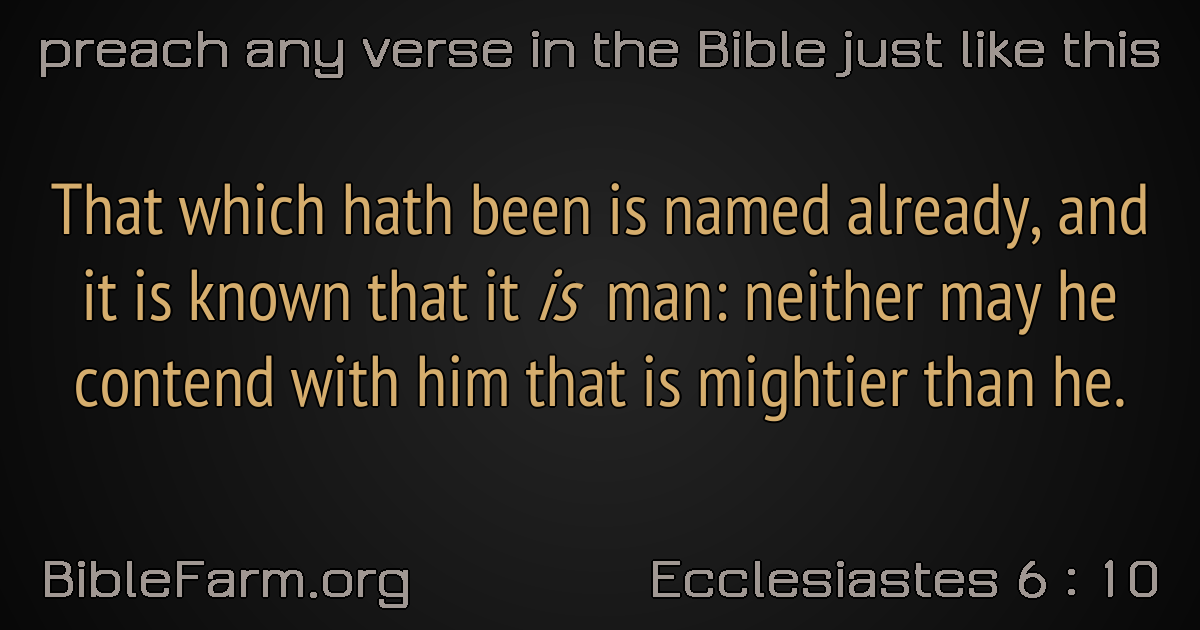 preach any verse in the Bible just like this
That which hath been is named already, and
it is known that it is man: neither may he
contend with him that is mightier than he.
BibleFarm.org
Ecclesiastes 6 : 10